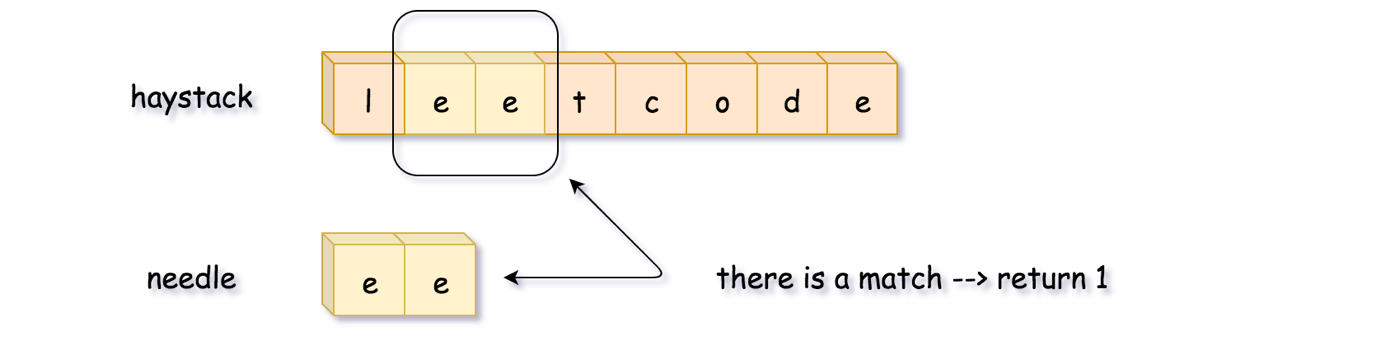 haystack l e e t c o d e
needle e e there is a match --> return 1